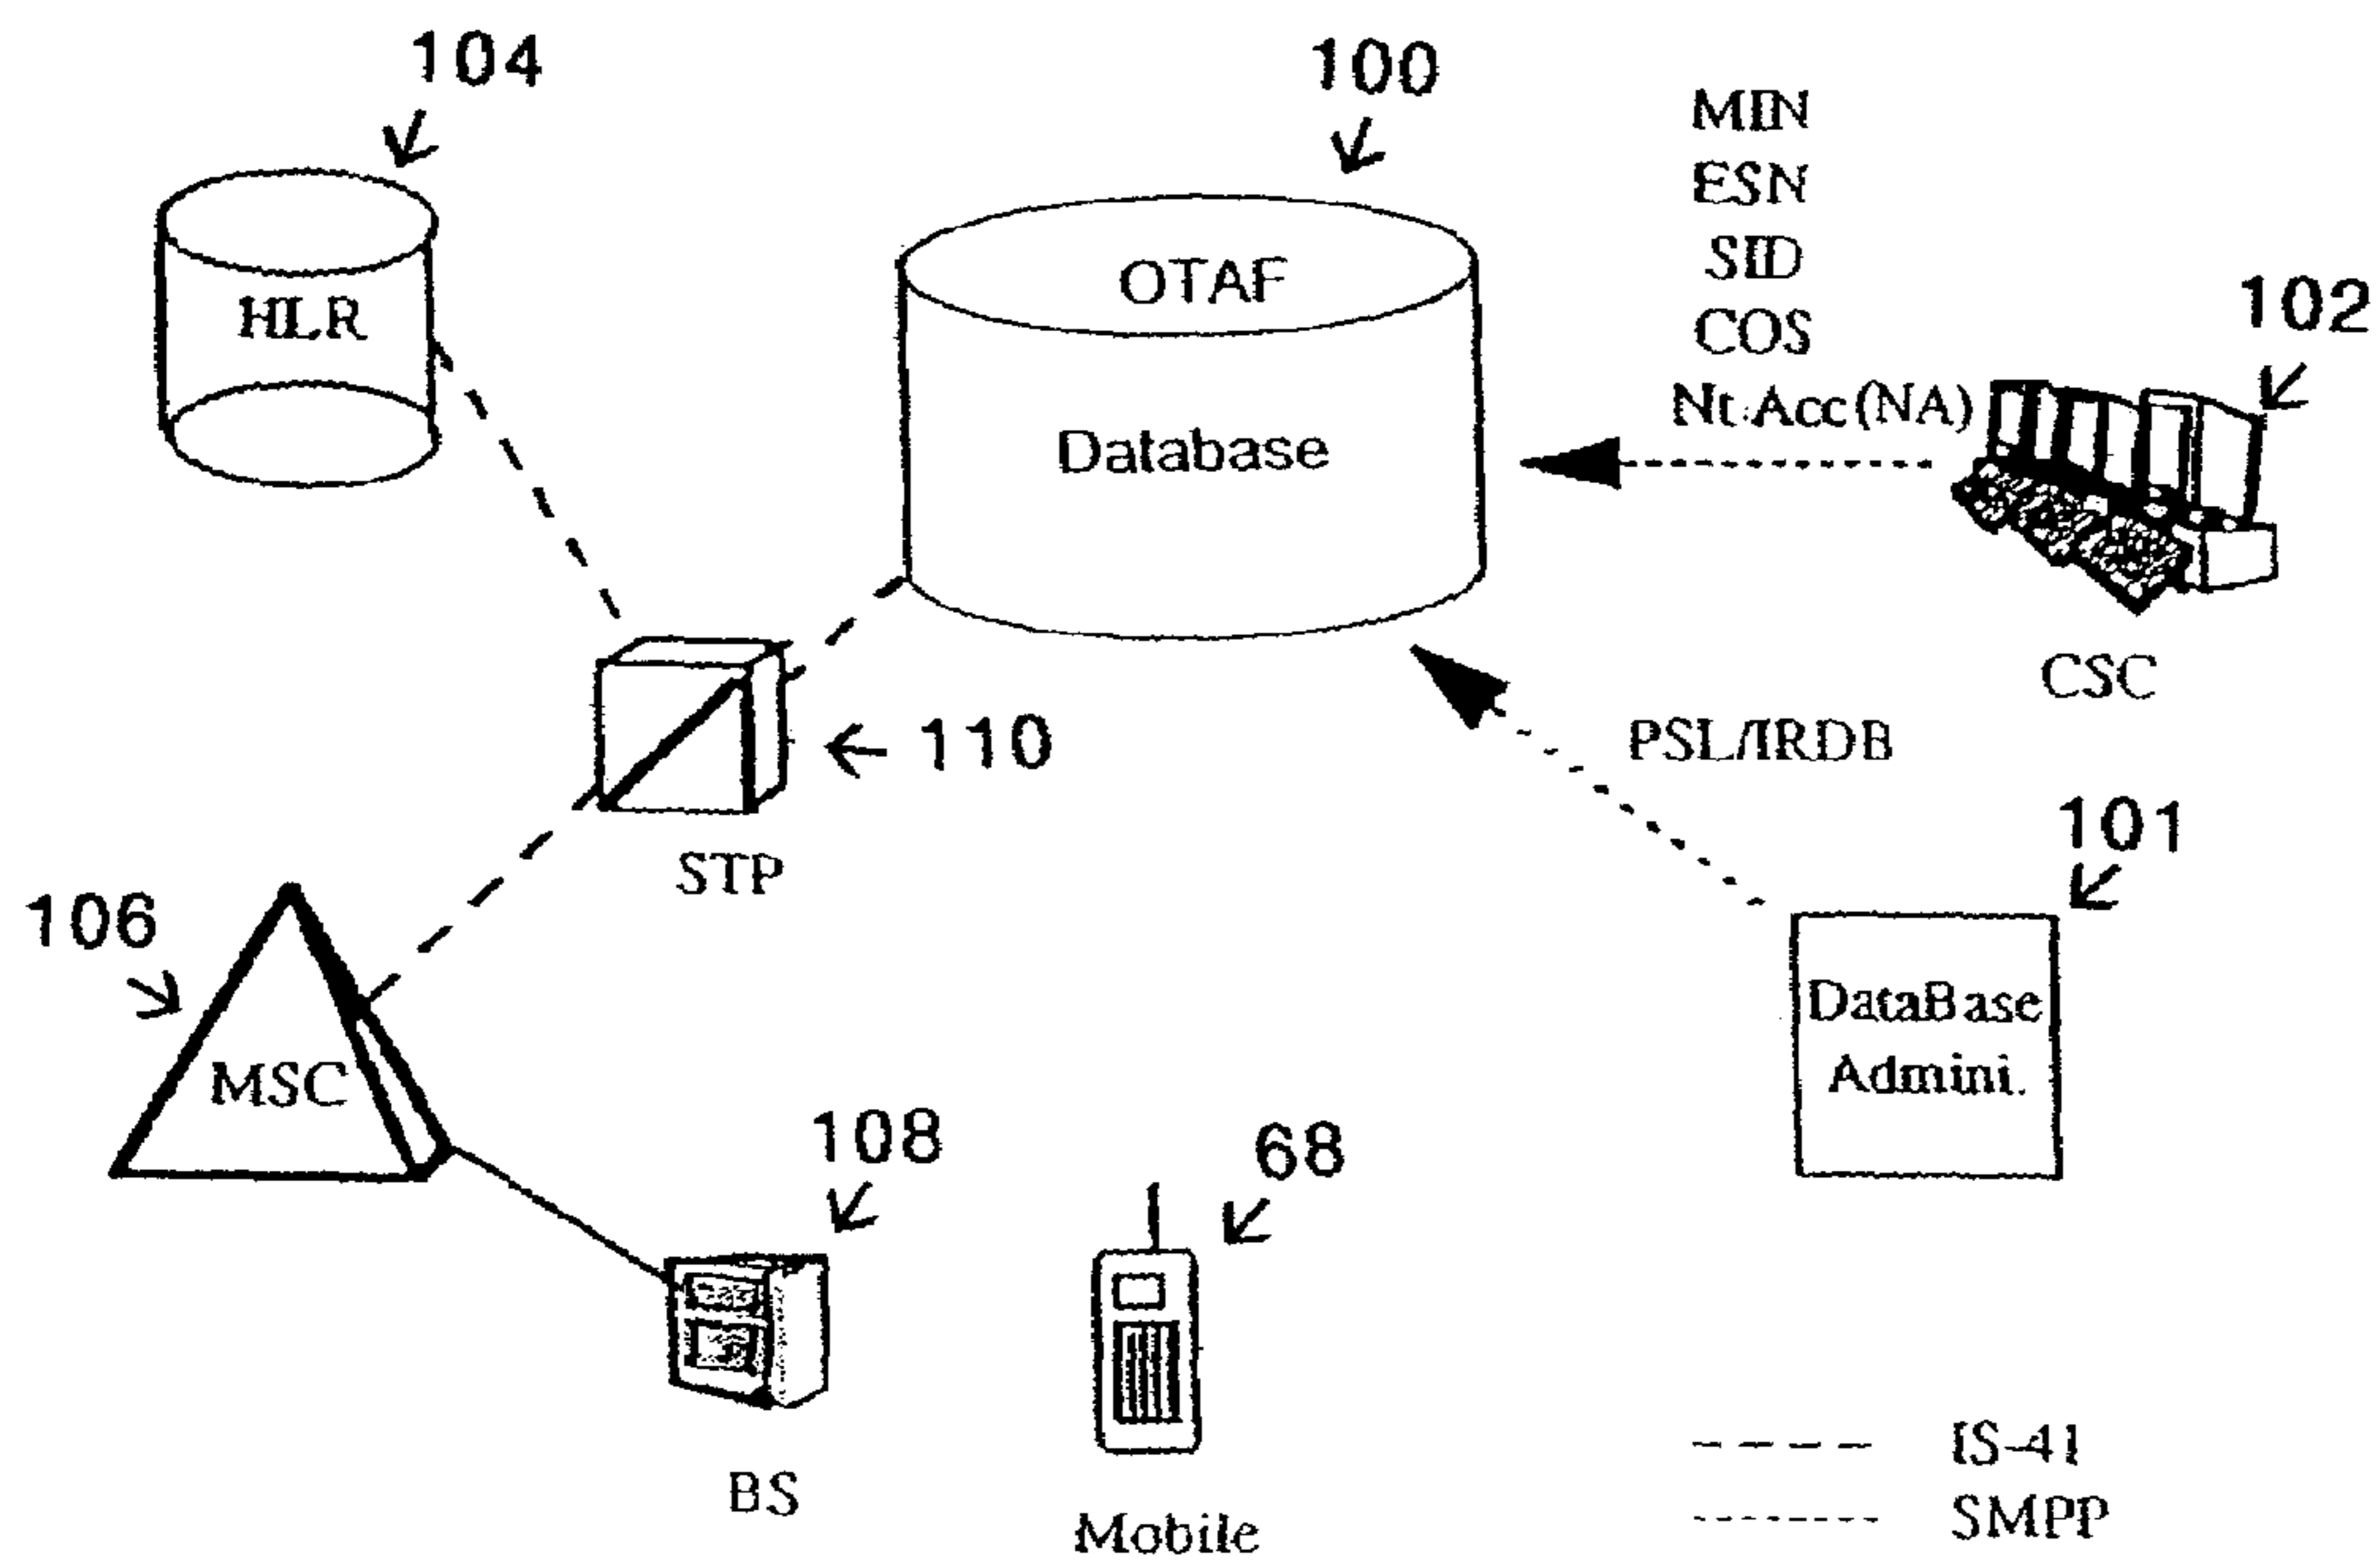 104
100
MIN
ESN
SID
COS
Nt.Acc(NA)
102
OTAF
HLR
Database
CSC
PSL/IRDB
110
STP
101
106
DataBase
Admini.
MSC
108
68
BS
Mobile
IS-41
SMPP